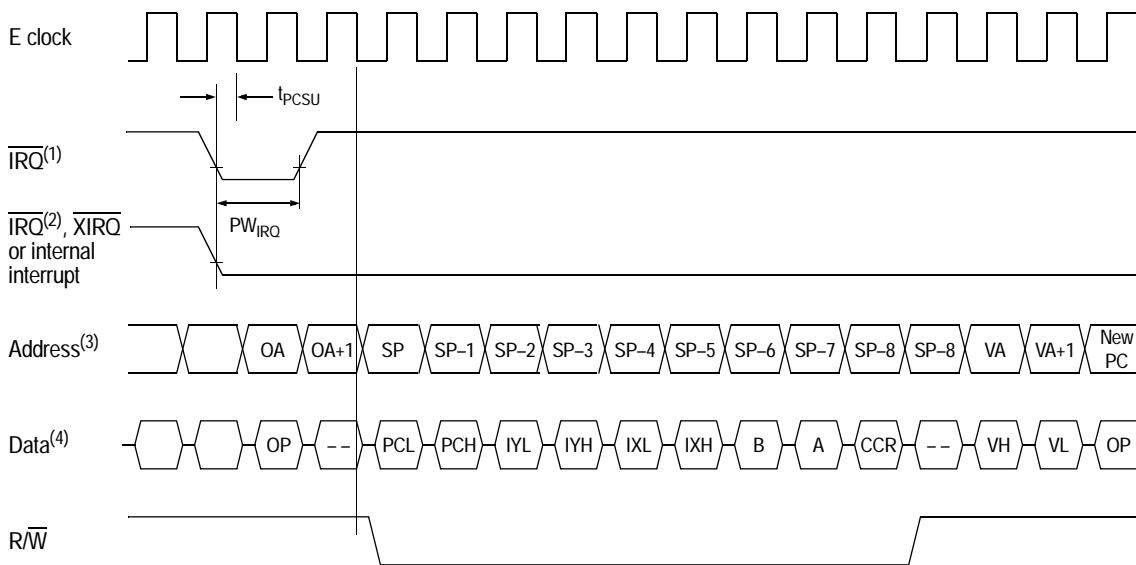 E clock
tPCSU
IRQ(1)
PWIRQ
IRQ(2), XIRQ
or internal
interrupt
Address(3) OA OA+1 SP SP–1 SP–2 SP–3 SP–4 SP–5 SP–6 SP–7 SP–8 SP–8 VA VA+1 New PC
Data(4) OP – – PCL PCH IYL IYH IXL IXH B A CCR – – VH VL OP
R/W